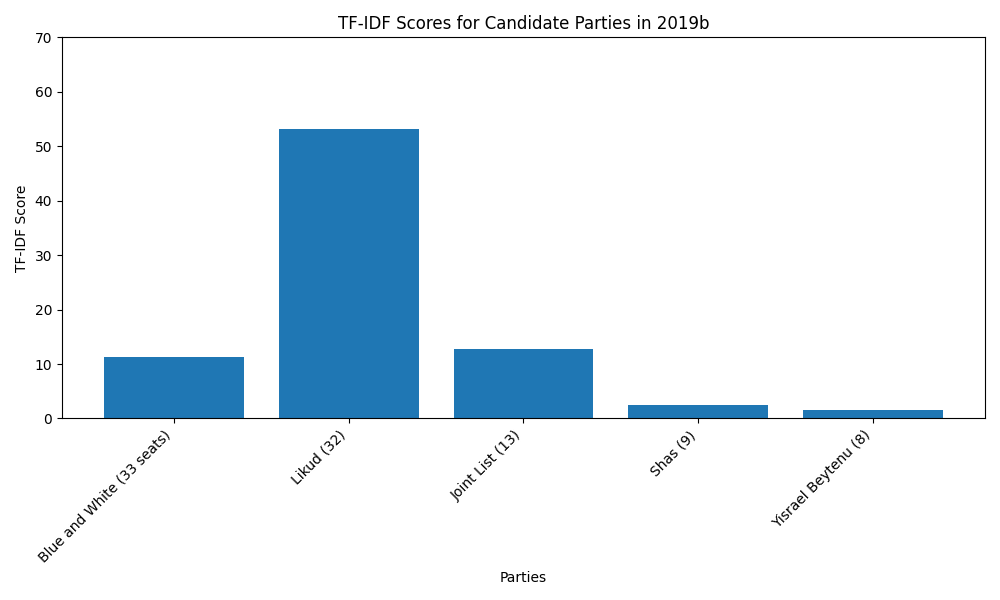 TF-IDF Scores for Candidate Parties in 2019b
70
60
50
40
30
20
10
0
TF-IDF Score
Blue and White (33 seats)
Likud (32)
Joint List (13)
Shas (9)
Yisrael Beytenu (8)
Parties